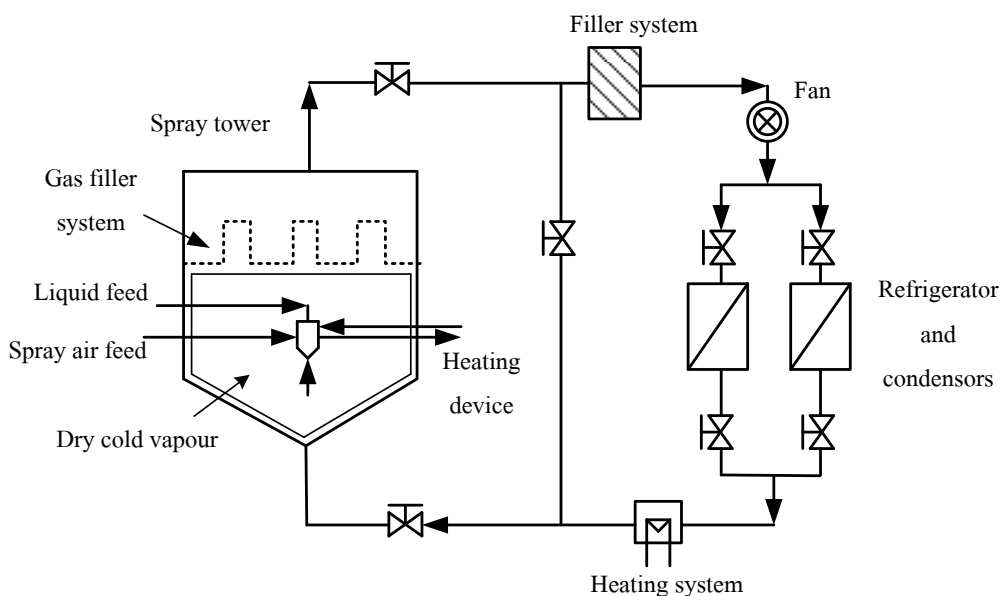 Filler system
Fan
Spray tower
Gas filler
system
Liquid feed
Spray air feed
Heating
device
Dry cold vapour
Refrigerator
and
condensors
Heating system